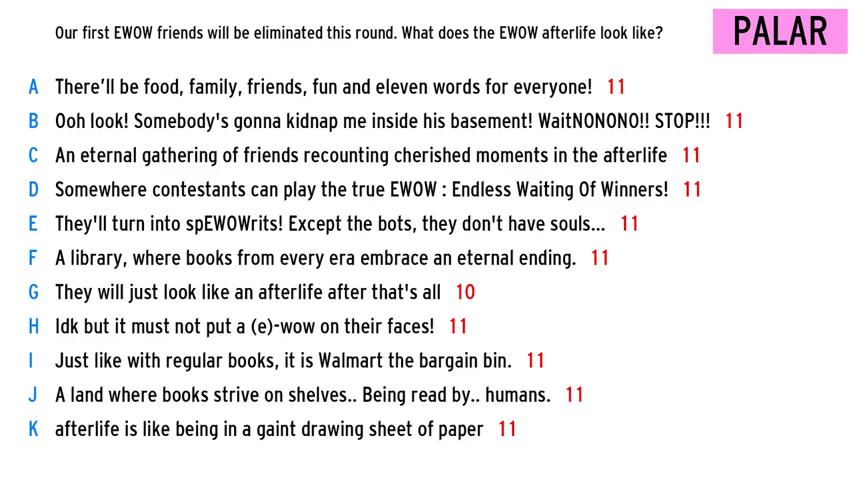 Our first EWOW friends will be eliminated this round. What does the EWOW afterlife look like?
PALAR
A There'll be food, family, friends, fun and eleven words for everyone! 11
B Ooh look! Somebody's gonna kidnap me inside his basement! WaitNONONO!! STOP!!! 11
C An eternal gathering of friends recounting cherished moments in the afterlife 11
D Somewhere contestants can play the true EWOW : Endless Waiting Of Winners! 11
E They'll turn into spEWOWrits! Except the bots, they don't have souls... 11
F A library, where books from every era embrace an eternal ending. 11
G They will just look like an afterlife after that's all 10
H Idk but it must not put a (e)-wow on their faces! 11
I Just like with regular books, it is Walmart the bargain bin. 11
J A land where books strive on shelves.. Being read by.. humans. 11
K afterlife is like being in a gaint drawing sheet of paper 11